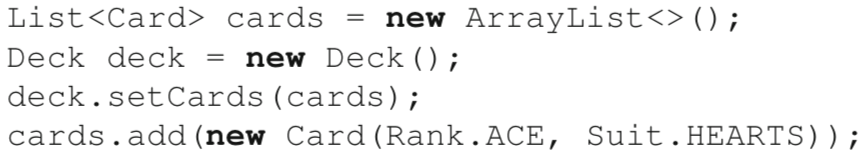 List<Card> cards = new ArrayList<>();
Deck deck = new Deck();
deck.setCards(cards);
cards.add(new Card(Rank.ACE, Suit.HEARTS));